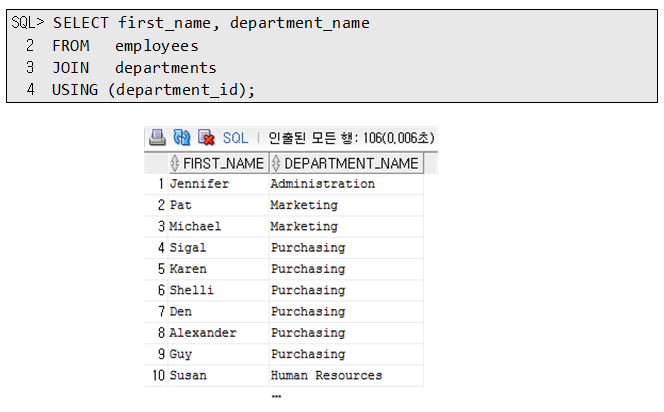 SQL> SELECT first_name, department_name
2 FROM employees
3 JOIN departments
4 USING (department_id);
SQL | 인출된 모든 행: 106(0,006초)
FIRST_NAME DEPARTMENT_NAME
1 Jennifer Administration
2 Pat Marketing
3 Michael Marketing
4 Sigal Purchasing
5 Karen Purchasing
6 Shelli Purchasing
7 Den Purchasing
8 Alexander Purchasing
9 Guy Purchasing
10 Susan Human Resources
…